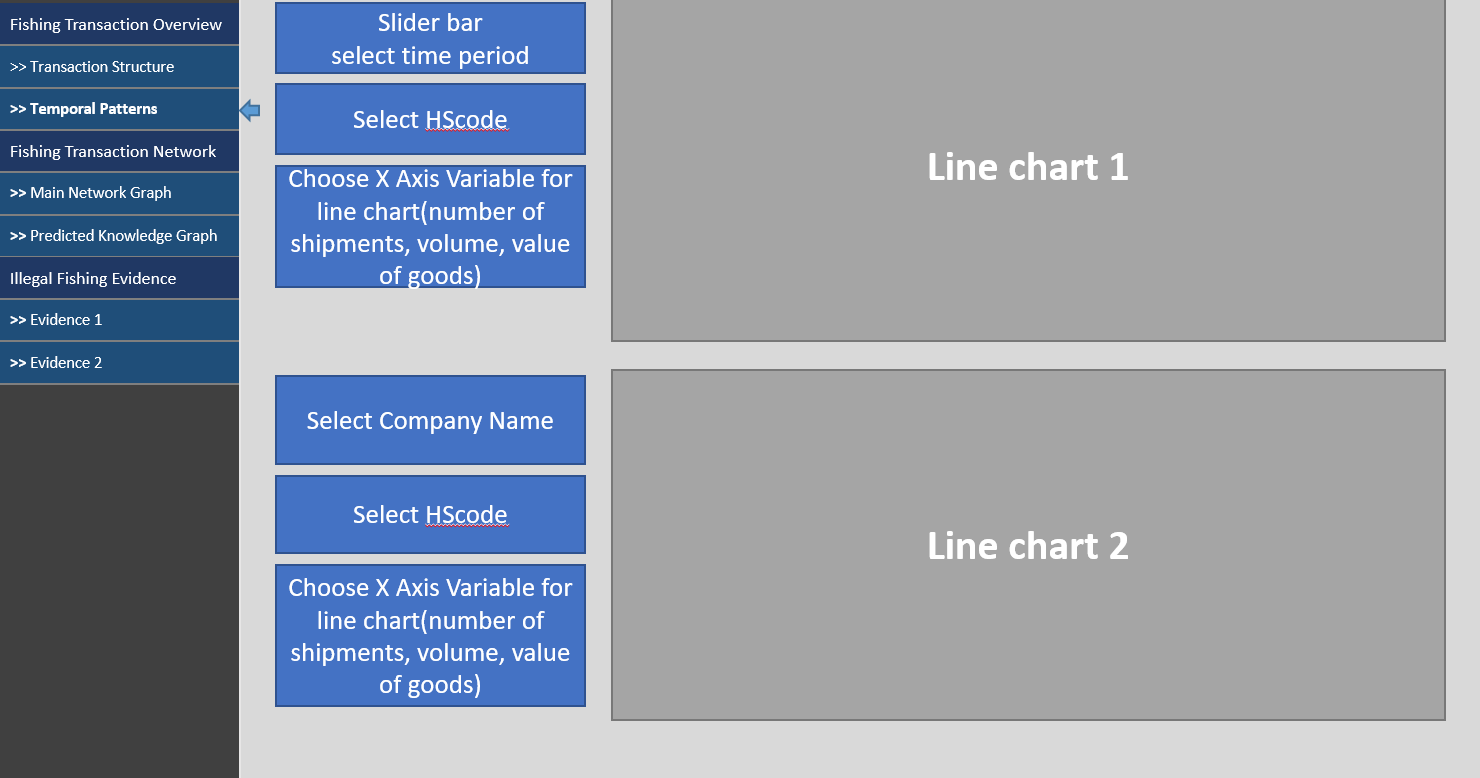 Fishing Transaction Overview
>> Transaction Structure
>> Temporal Patterns
Fishing Transaction Network
>> Main Network Graph
>> Predicted Knowledge Graph
Illegal Fishing Evidence
>> Evidence 1
>> Evidence 2
Slider bar
select time period
Select HScode
Choose X Axis Variable for
line chart(number of
shipments, volume, value
of goods)
Line chart 1
Select Company Name
Select HScode
Choose X Axis Variable for
line chart(number of
shipments, volume, value
of goods)
Line chart 2